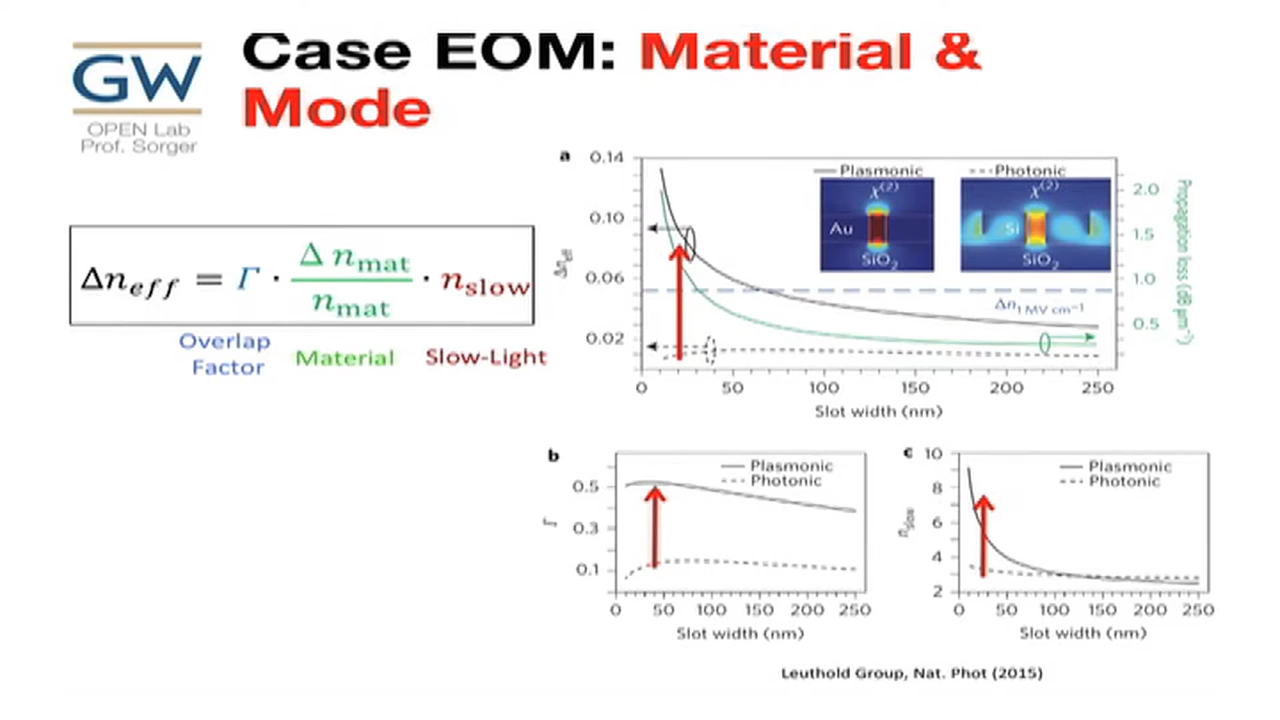 GW
OPEN Lab
Prof. Sorger
Case EOM: Material &
Mode
Δn_eff = Γ · Δ n_mat / n_mat · n_slow
Overlap
Factor
Material
Slow-Light
a
0.14
0.10
0.06
0.02
Δn_eff
Plasmonic
Photonic
χ(2)
Au
SiO2
χ(2)
Si
SiO2
Δn1 MV cm⁻¹
2.0
1.5
1.0
0.5
Propagation loss (dB μm⁻¹)
0 50 100 150 200 250
Slot width (nm)
b
0.5
0.3
0.1
Γ
Plasmonic
Photonic
0 50 100 150 200 250
Slot width (nm)
c
10
8
6
4
2
n_slow
Plasmonic
Photonic
0 50 100 150 200 250
Slot width (nm)
Leuthold Group, Nat. Phot (2015)